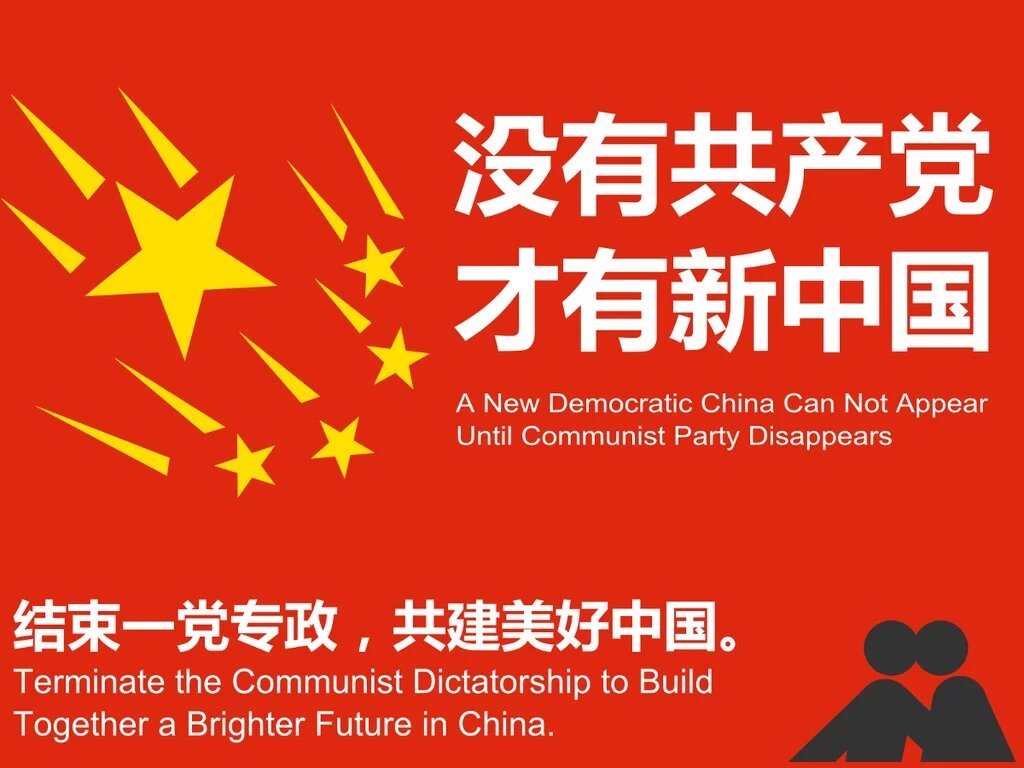 没有共产党
才有新中国
A New Democratic China Can Not Appear
Until Communist Party Disappears
结束一党专政，共建美好中国。
Terminate the Communist Dictatorship to Build
Together a Brighter Future in China.